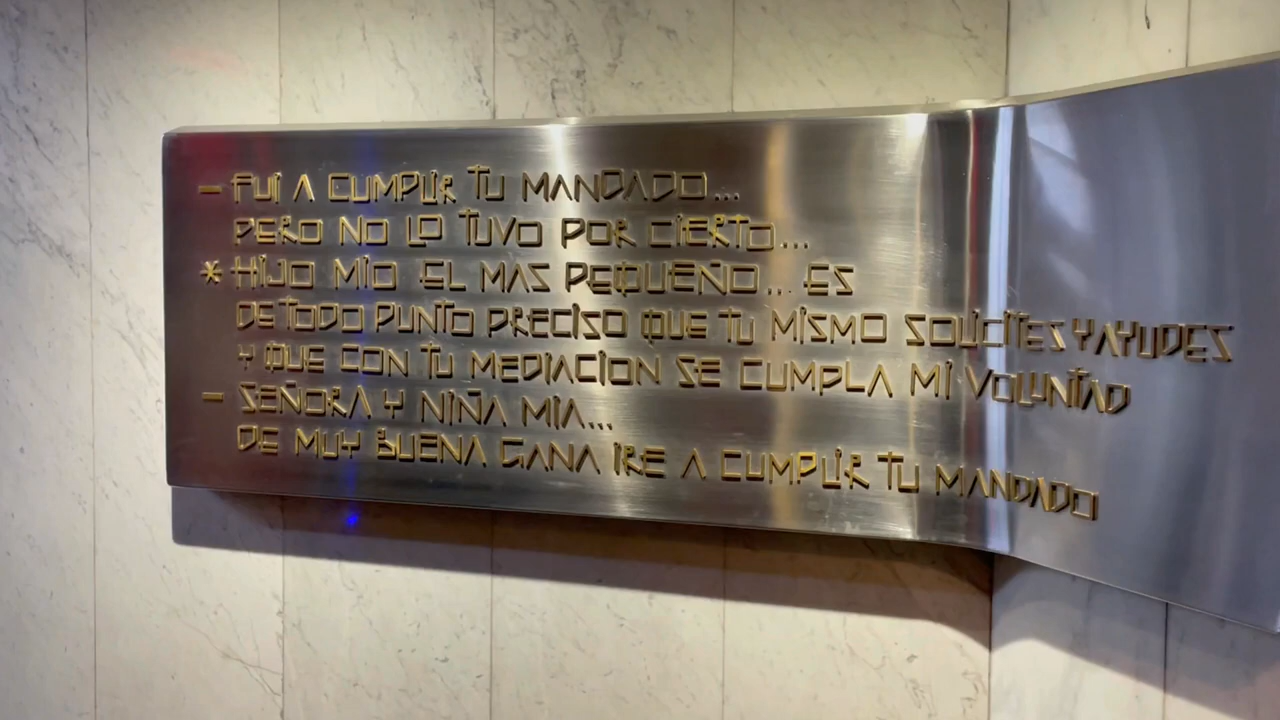 – FUI A CUMPLIR TU MANDADO...
PERO NO LO TUVO POR CIERTO...
* HIJO MIO EL MAS PEQUEÑO... ES
DE TODO PUNTO PRECISO QUE TU MISMO SOLICITES Y AYUDES
Y QUE CON TU MEDIACION SE CUMPLA MI VOLUNTAD
– SEÑORA Y NIÑA MIA...
DE MUY BUENA GANA IRE A CUMPLIR TU MANDADO